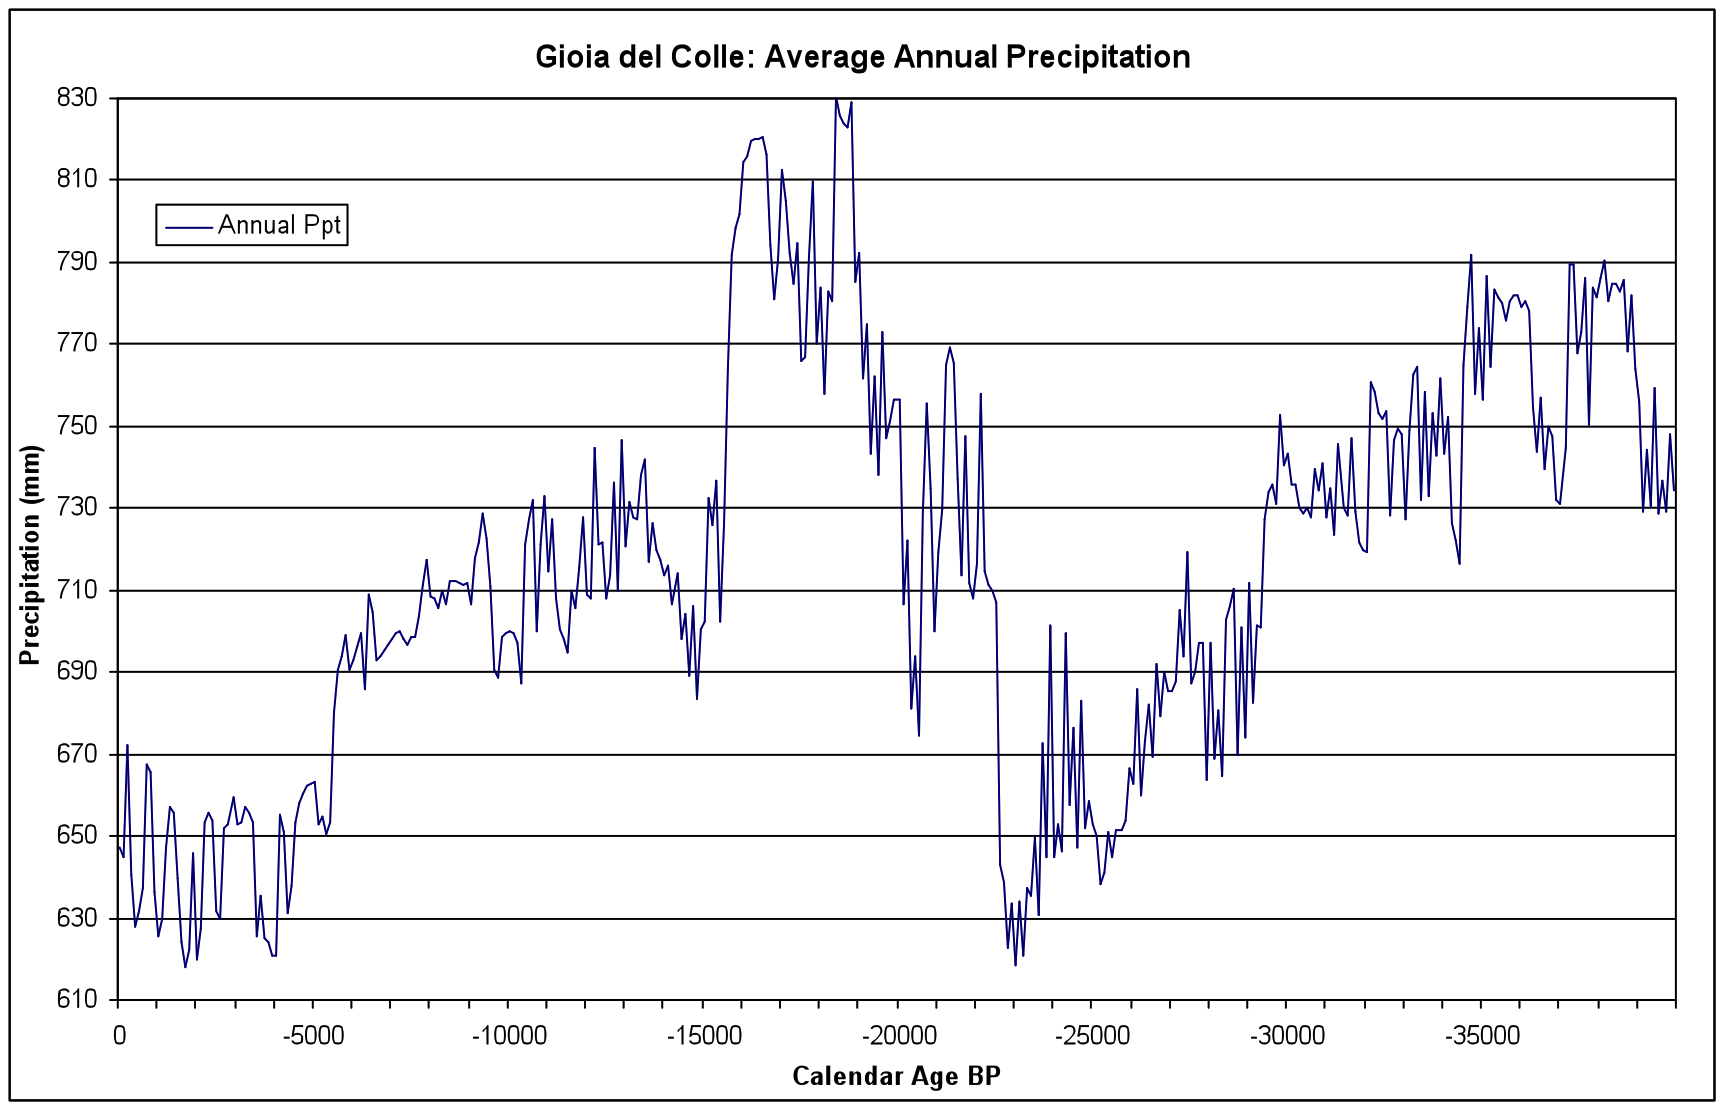 Gioia del Colle: Average Annual Precipitation
830
810
790
770
750
730
710
690
670
650
630
610
Annual Ppt
Precipitation (mm)
0 -5000 -10000 -15000 -20000 -25000 -30000 -35000
Calendar Age BP